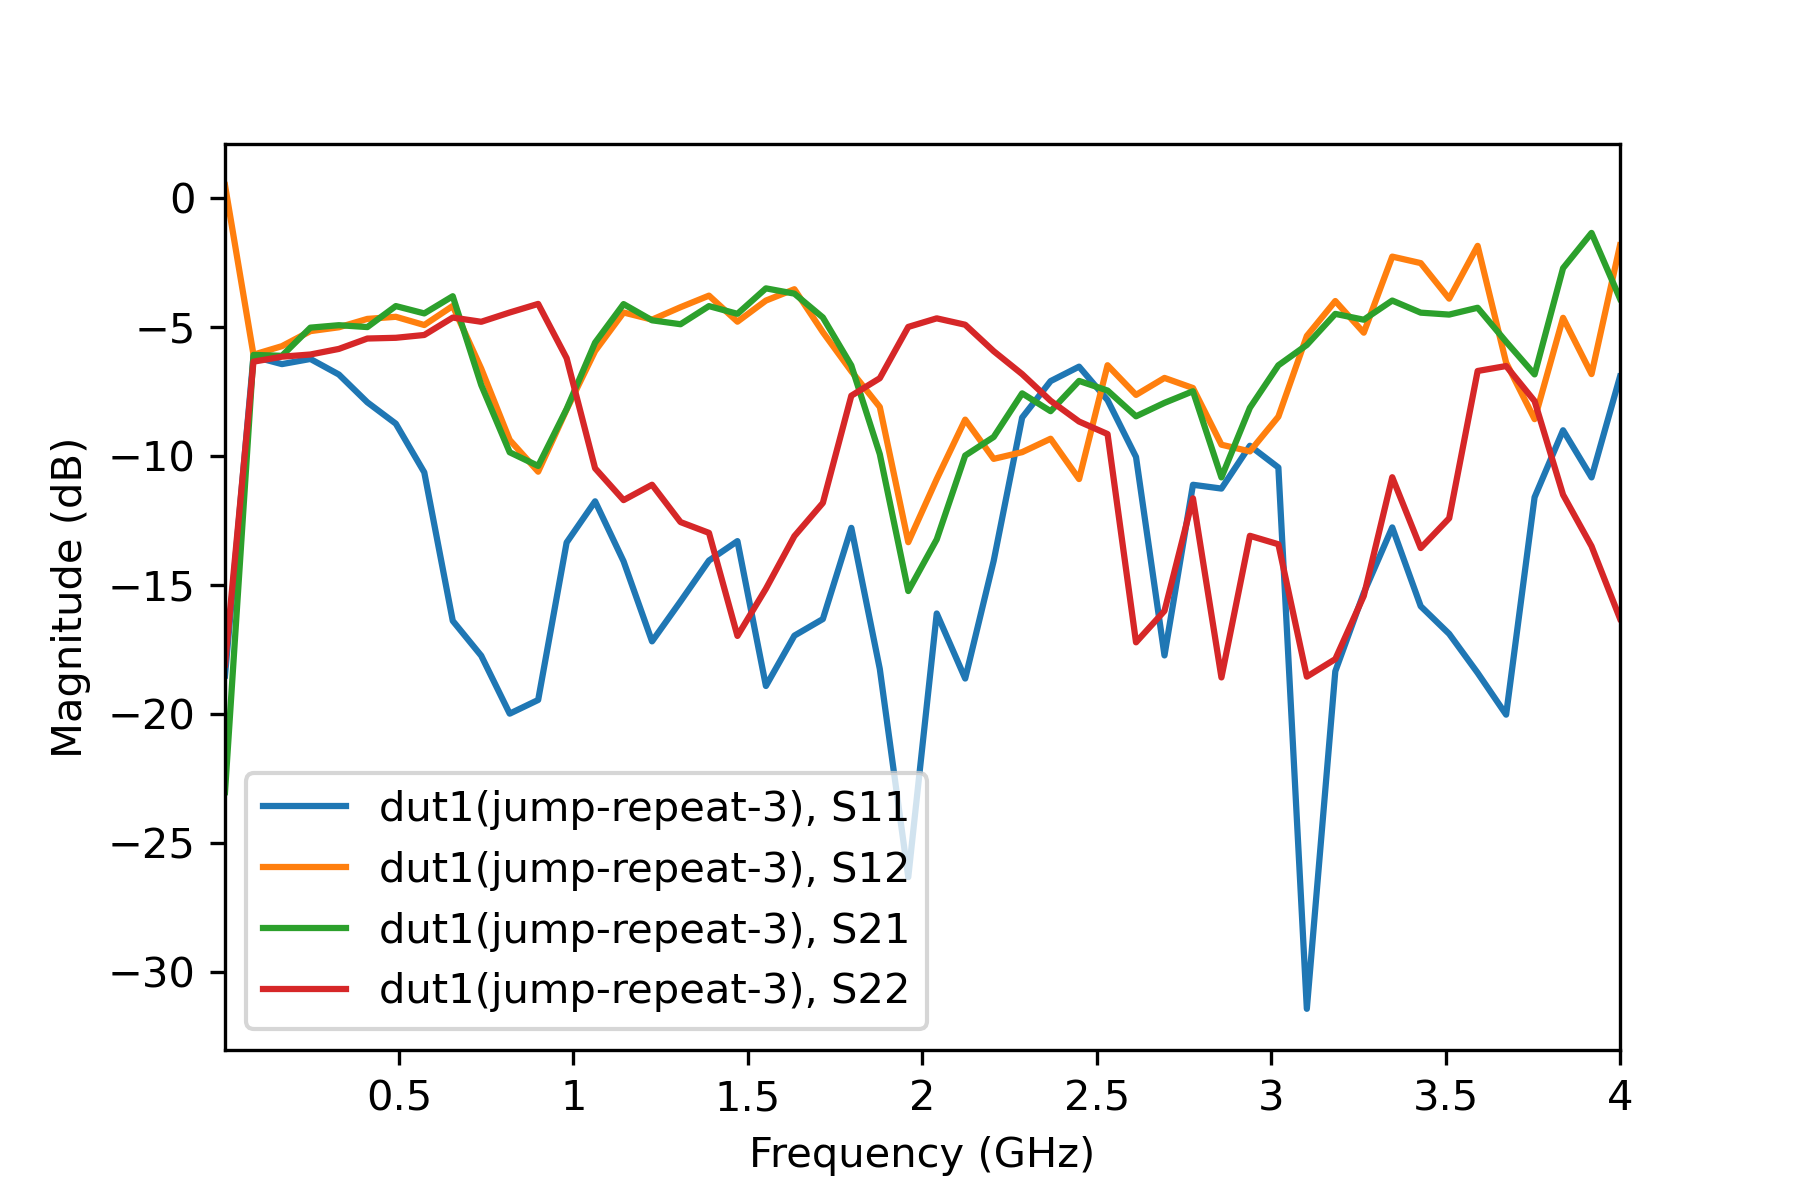 0
−5
−10
−15
−20
−25
−30
Magnitude (dB)
dut1(jump-repeat-3), S11
dut1(jump-repeat-3), S12
dut1(jump-repeat-3), S21
dut1(jump-repeat-3), S22
0.5 1 1.5 2 2.5 3 3.5 4
Frequency (GHz)